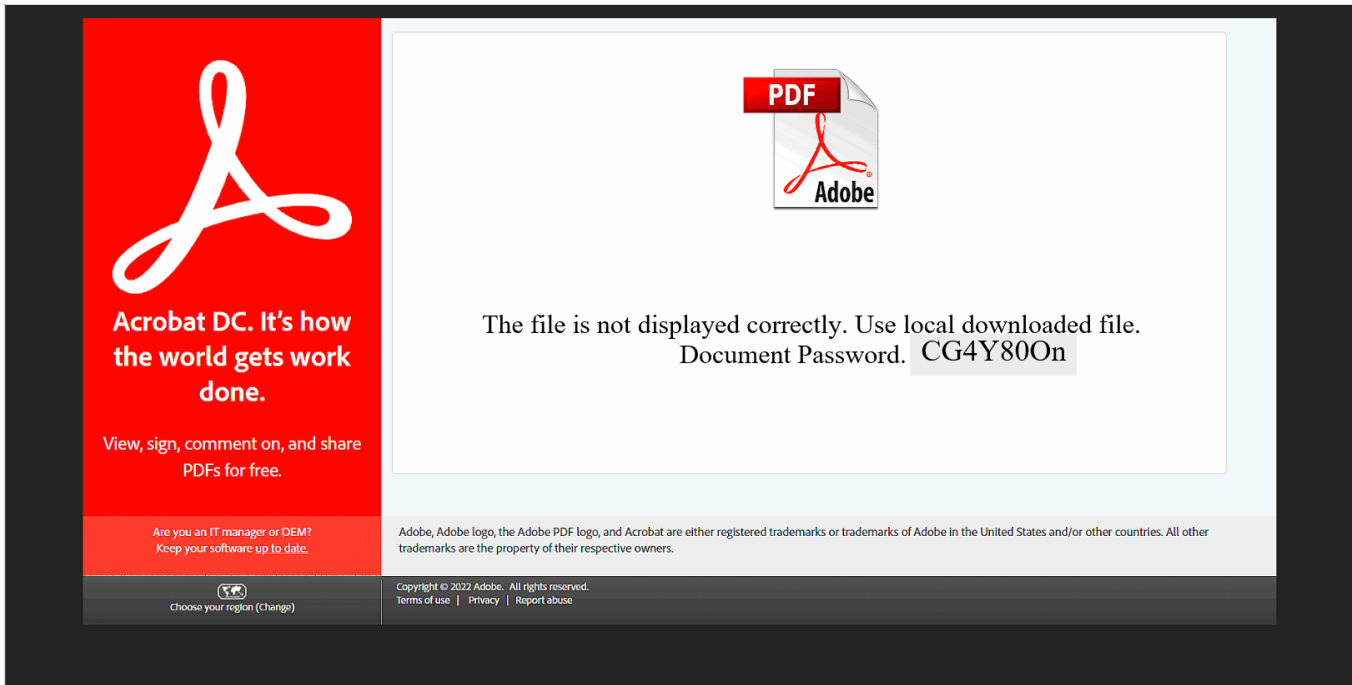 Acrobat DC. It's how
the world gets work
done.
View, sign, comment on, and share
PDFs for free.
Are you an IT manager or OEM?
Keep your software up to date.
Choose your region (Change)
PDF
Adobe
The file is not displayed correctly. Use local downloaded file.
Document Password. CG4Y80On
Adobe, Adobe logo, the Adobe PDF logo, and Acrobat are either registered trademarks or trademarks of Adobe in the United States and/or other countries. All other
trademarks are the property of their respective owners.
Copyright © 2022 Adobe. All rights reserved.
Terms of use | Privacy | Report abuse